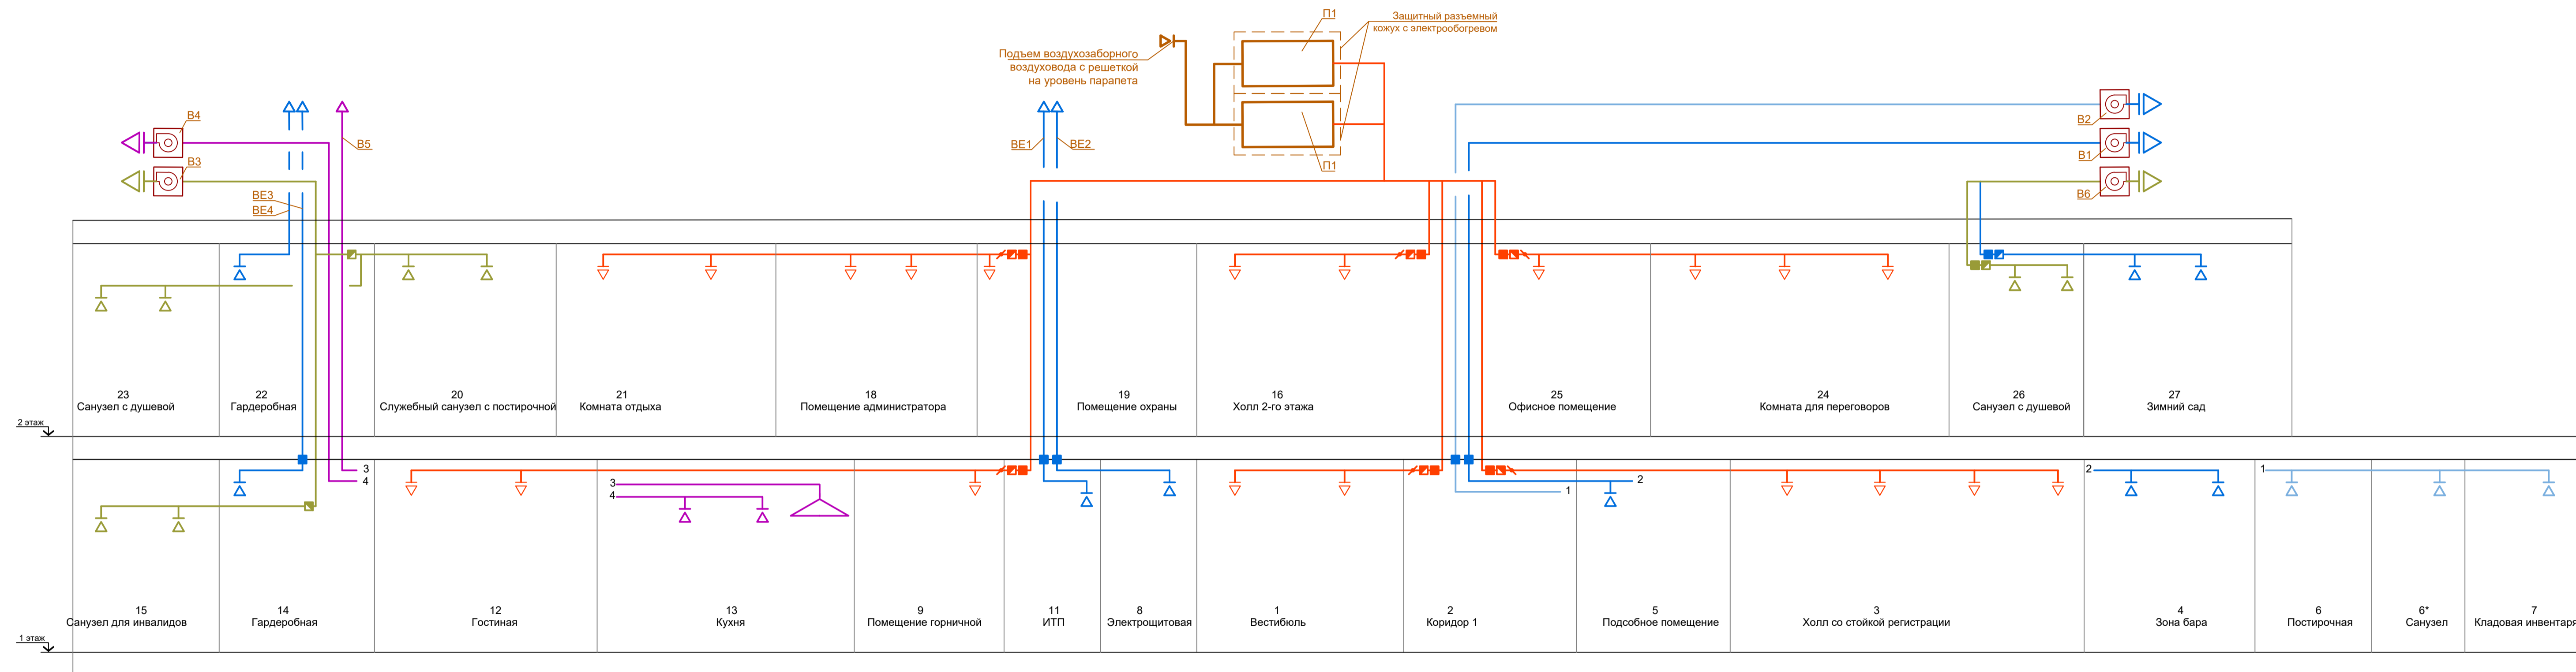 П1
Защитный разъемный
кожух с электрообогревом
Подъем воздухозаборного
воздуховода с решеткой
на уровень парапета
П1
В4
В3
В5
ВЕ3
ВЕ4
ВЕ1
ВЕ2
В2
В1
В6
23
Санузел с душевой
22
Гардеробная
20
Служебный санузел с постирочной
21
Комната отдыха
18
Помещение администратора
19
Помещение охраны
16
Холл 2-го этажа
25
Офисное помещение
24
Комната для переговоров
26
Санузел с душевой
27
Зимний сад
2 этаж
3
4
3
4
1
2
2
1
15
Санузел для инвалидов
14
Гардеробная
12
Гостиная
13
Кухня
9
Помещение горничной
11
ИТП
8
Электрощитовая
1
Вестибюль
2
Коридор 1
5
Подсобное помещение
3
Холл со стойкой регистрации
4
Зона бара
6
Постирочная
6*
Санузел
7
Кладовая инвентаря
1 этаж